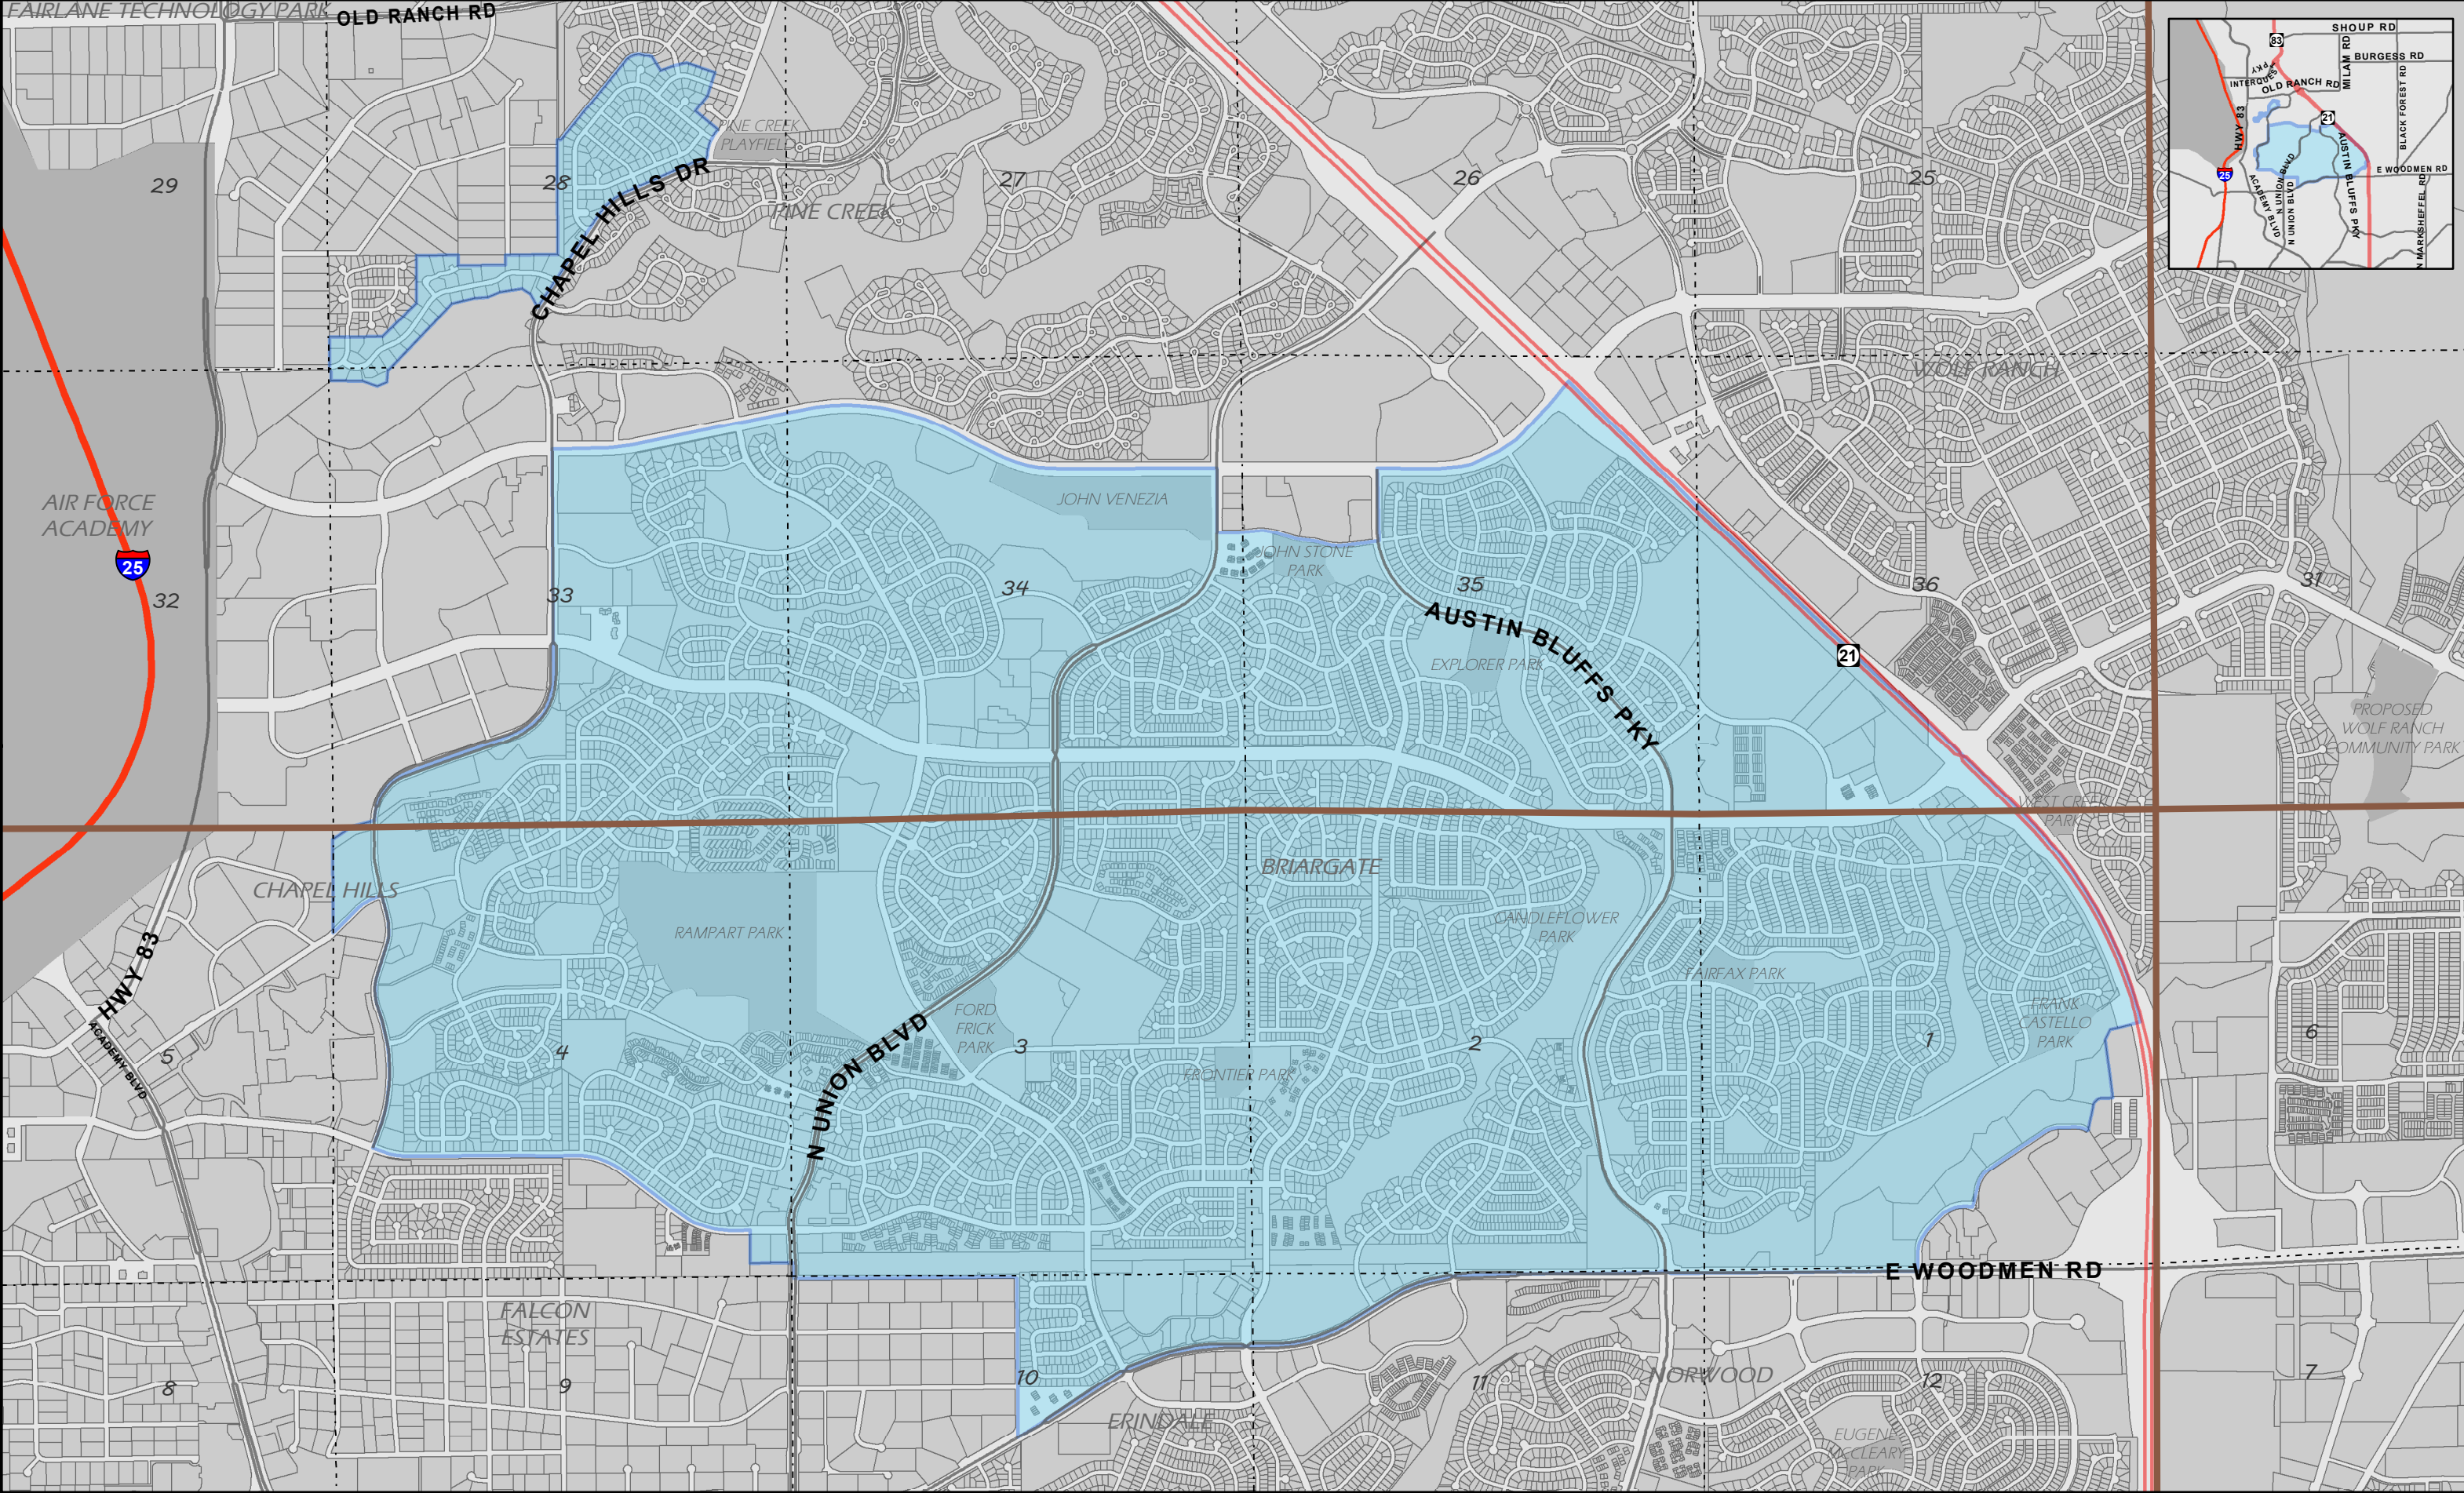 FAIRLANE TECHNOLOGY PARK
OLD RANCH RD
SHOUP RD
83
MILAM RD
BURGESS RD
INTERQUEST PKY
OLD RANCH RD
BLACK FOREST RD
HWY 83
21
AUSTIN BLUFFS PKY
N UNION BLVD
E WOODMEN RD
25
ACADEMY BLVD
N UNION BLVD
N MARKSHEFFEL RD
PINE CREEK
PLAYFIELD
29
28
27
26
25
CHAPEL HILLS DR
PINE CREEK
WOLF RANCH
AIR FORCE
ACADEMY
JOHN VENEZIA
25
JOHN STONE
PARK
32
33
34
35
36
31
AUSTIN BLUFFS PKY
EXPLORER PARK
21
PROPOSED
WOLF RANCH
COMMUNITY PARK
WEST CREEK
PARK
BRIARGATE
CHAPEL HILLS
RAMPART PARK
CANDLEFLOWER
PARK
HWY 83
FAIRFAX PARK
FORD
FRICK
PARK
FRANK
CASTELLO
PARK
ACADEMY BLVD
5
4
3
2
1
6
N UNION BLVD
FRONTIER PARK
E WOODMEN RD
FALCON
ESTATES
8
9
10
11
NORWOOD
12
7
ERINDALE
EUGENE
MCCLEARY
PARK